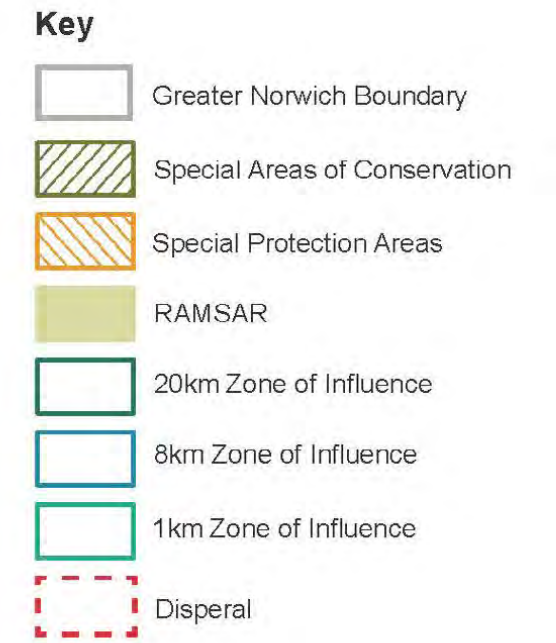 Key
Greater Norwich Boundary
Special Areas of Conservation
Special Protection Areas
RAMSAR
20km Zone of Influence
8km Zone of Influence
1km Zone of Influence
Disperal